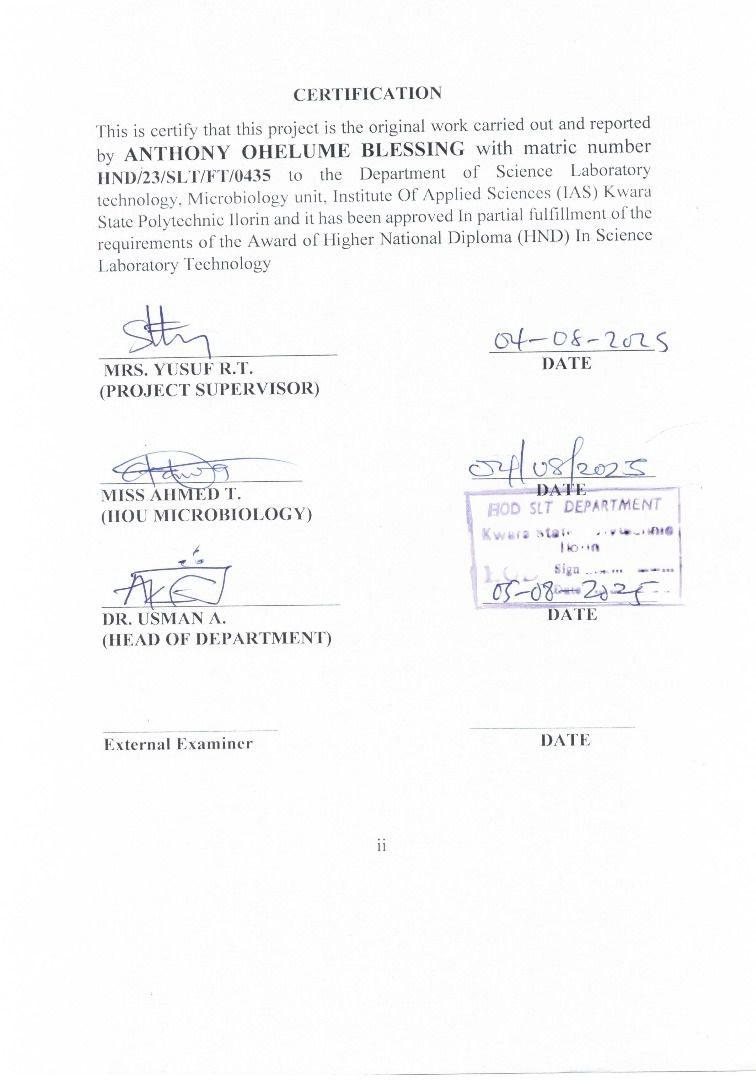 CERTIFICATION
This is certify that this project is the original work carried out and reported
by ANTHONY OHELUME BLESSING with matric number
HND/23/SLT/FT/0435 to the Department of Science Laboratory
technology, Microbiology unit, Institute Of Applied Sciences (IAS) Kwara
State Polytechnic Ilorin and it has been approved In partial fulfillment of the
requirements of the Award of Higher National Diploma (HND) In Science
Laboratory Technology
04-08-2025
MRS. YUSUF R.T.
DATE
(PROJECT SUPERVISOR)
04/08/2025
MISS AHMED T.
DATE
(HOU MICROBIOLOGY)
HOD SLT DEPARTMENT
Kwara State
Ilorin
Sign
Date
05-08-2025
DR. USMAN A.
DATE
(HEAD OF DEPARTMENT)
External Examiner
DATE
ii